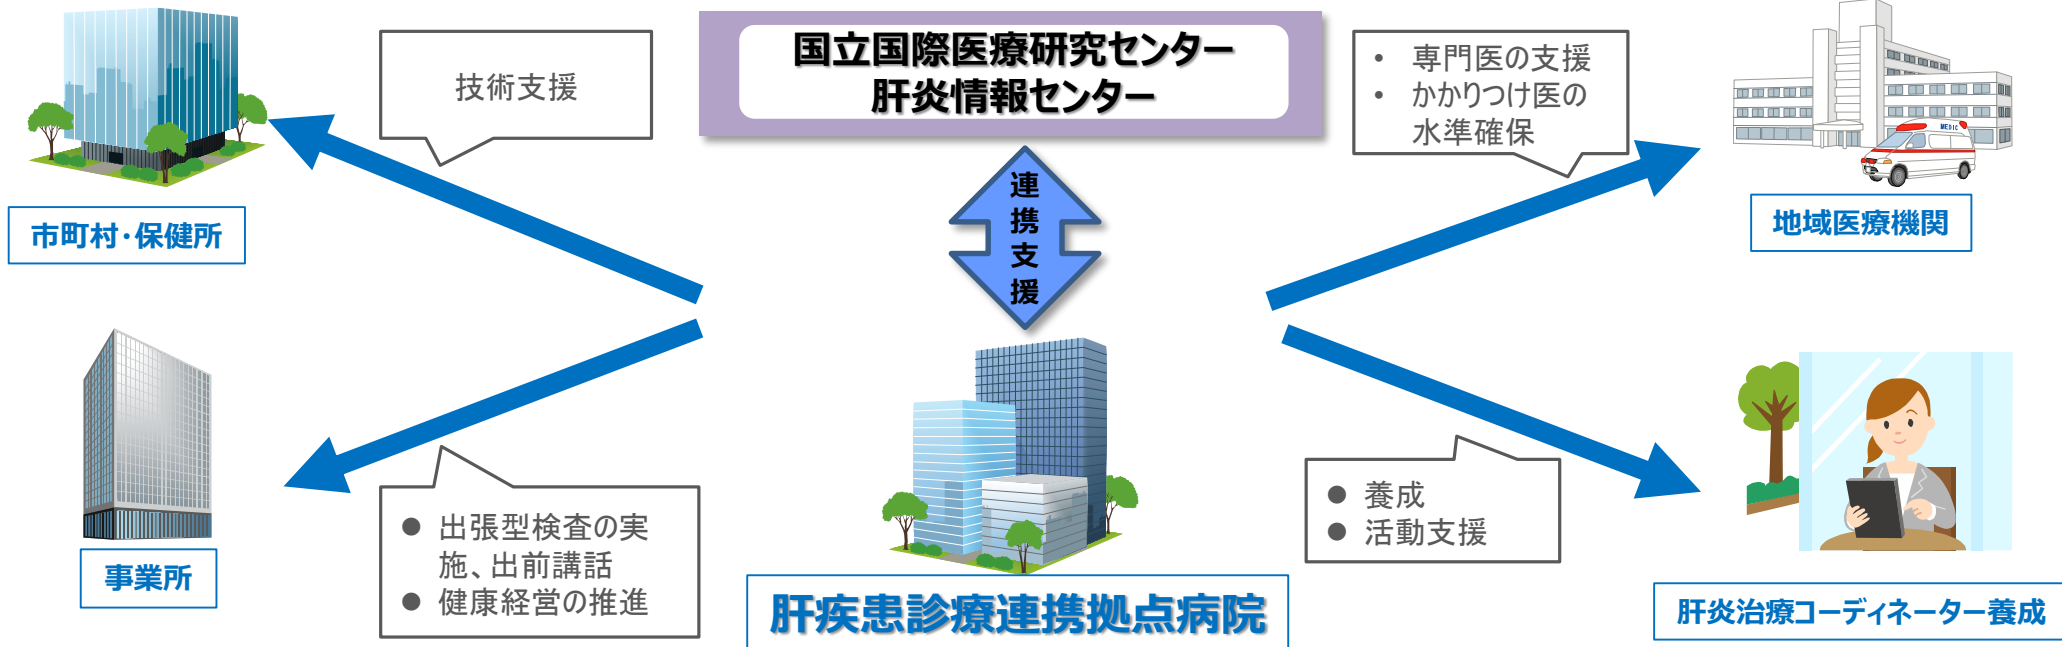 国立国際医療研究センター
肝炎情報センター
技術支援
• 専門医の支援
• かかりつけ医の
水準確保
MEDIC
連
携
支
援
市町村・保健所
地域医療機関
● 出張型検査の実
施、出前講話
● 健康経営の推進
● 養成
● 活動支援
事業所
肝疾患診療連携拠点病院
肝炎治療コーディネーター養成